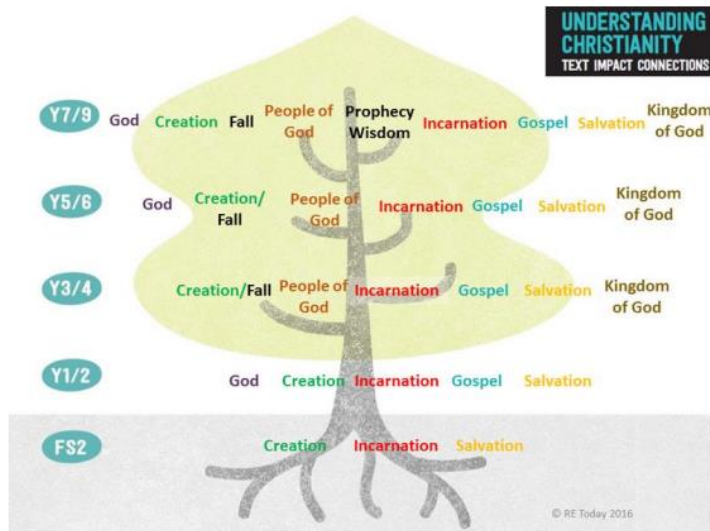 UNDERSTANDING
CHRISTIANITY
TEXT IMPACT CONNECTIONS
Y7/9
God
Creation
Fall
People of
God
Prophecy
Wisdom
Incarnation
Gospel
Salvation
Kingdom
of God
Y5/6
God
Creation/
Fall
People of
God
Incarnation
Gospel
Salvation
Kingdom
of God
Y3/4
Creation/Fall
People of
God
Incarnation
Gospel
Salvation
Kingdom
of God
Y1/2
God
Creation
Incarnation
Gospel
Salvation
FS2
Creation
Incarnation
Salvation
© RE Today 2016